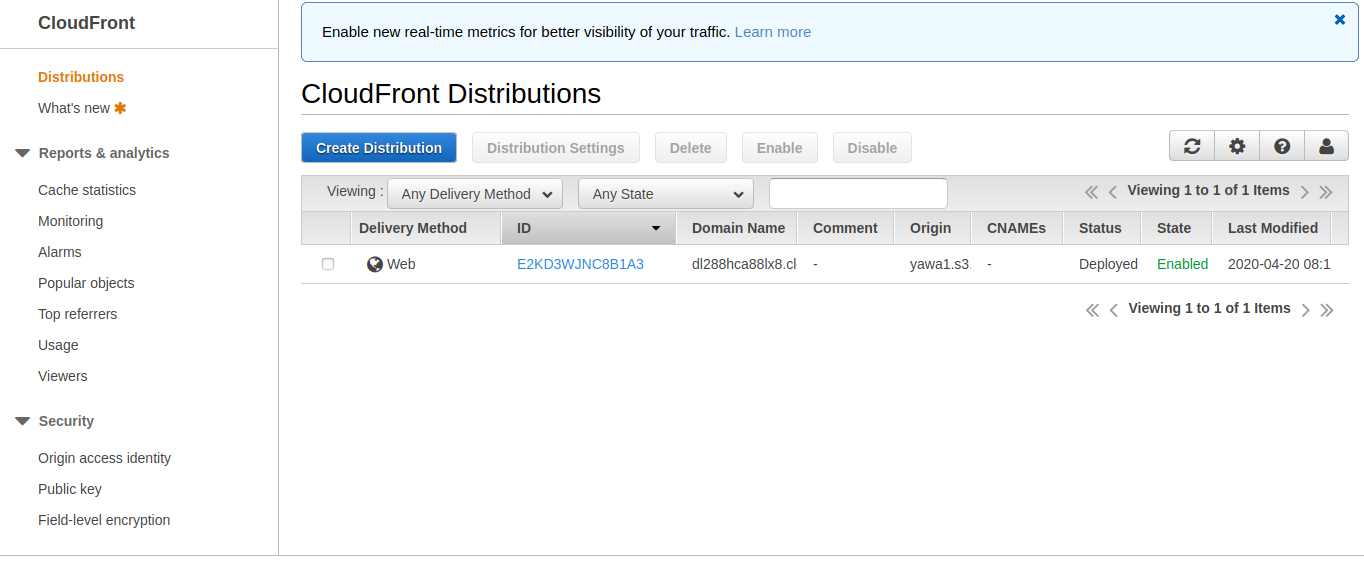 CloudFront
Distributions
What's new
Reports & analytics
Cache statistics
Monitoring
Alarms
Popular objects
Top referrers
Usage
Viewers
Security
Origin access identity
Public key
Field-level encryption
Enable new real-time metrics for better visibility of your traffic. Learn more
CloudFront Distributions
Create Distribution Distribution Settings Delete Enable Disable
Viewing : Any Delivery Method Any State Viewing 1 to 1 of 1 Items
Delivery Method ID Domain Name Comment Origin CNAMEs Status State Last Modified
Web E2KD3WJNC8B1A3 dl288hca88lx8.cl - yawa1.s3. - Deployed Enabled 2020-04-20 08:1
Viewing 1 to 1 of 1 Items